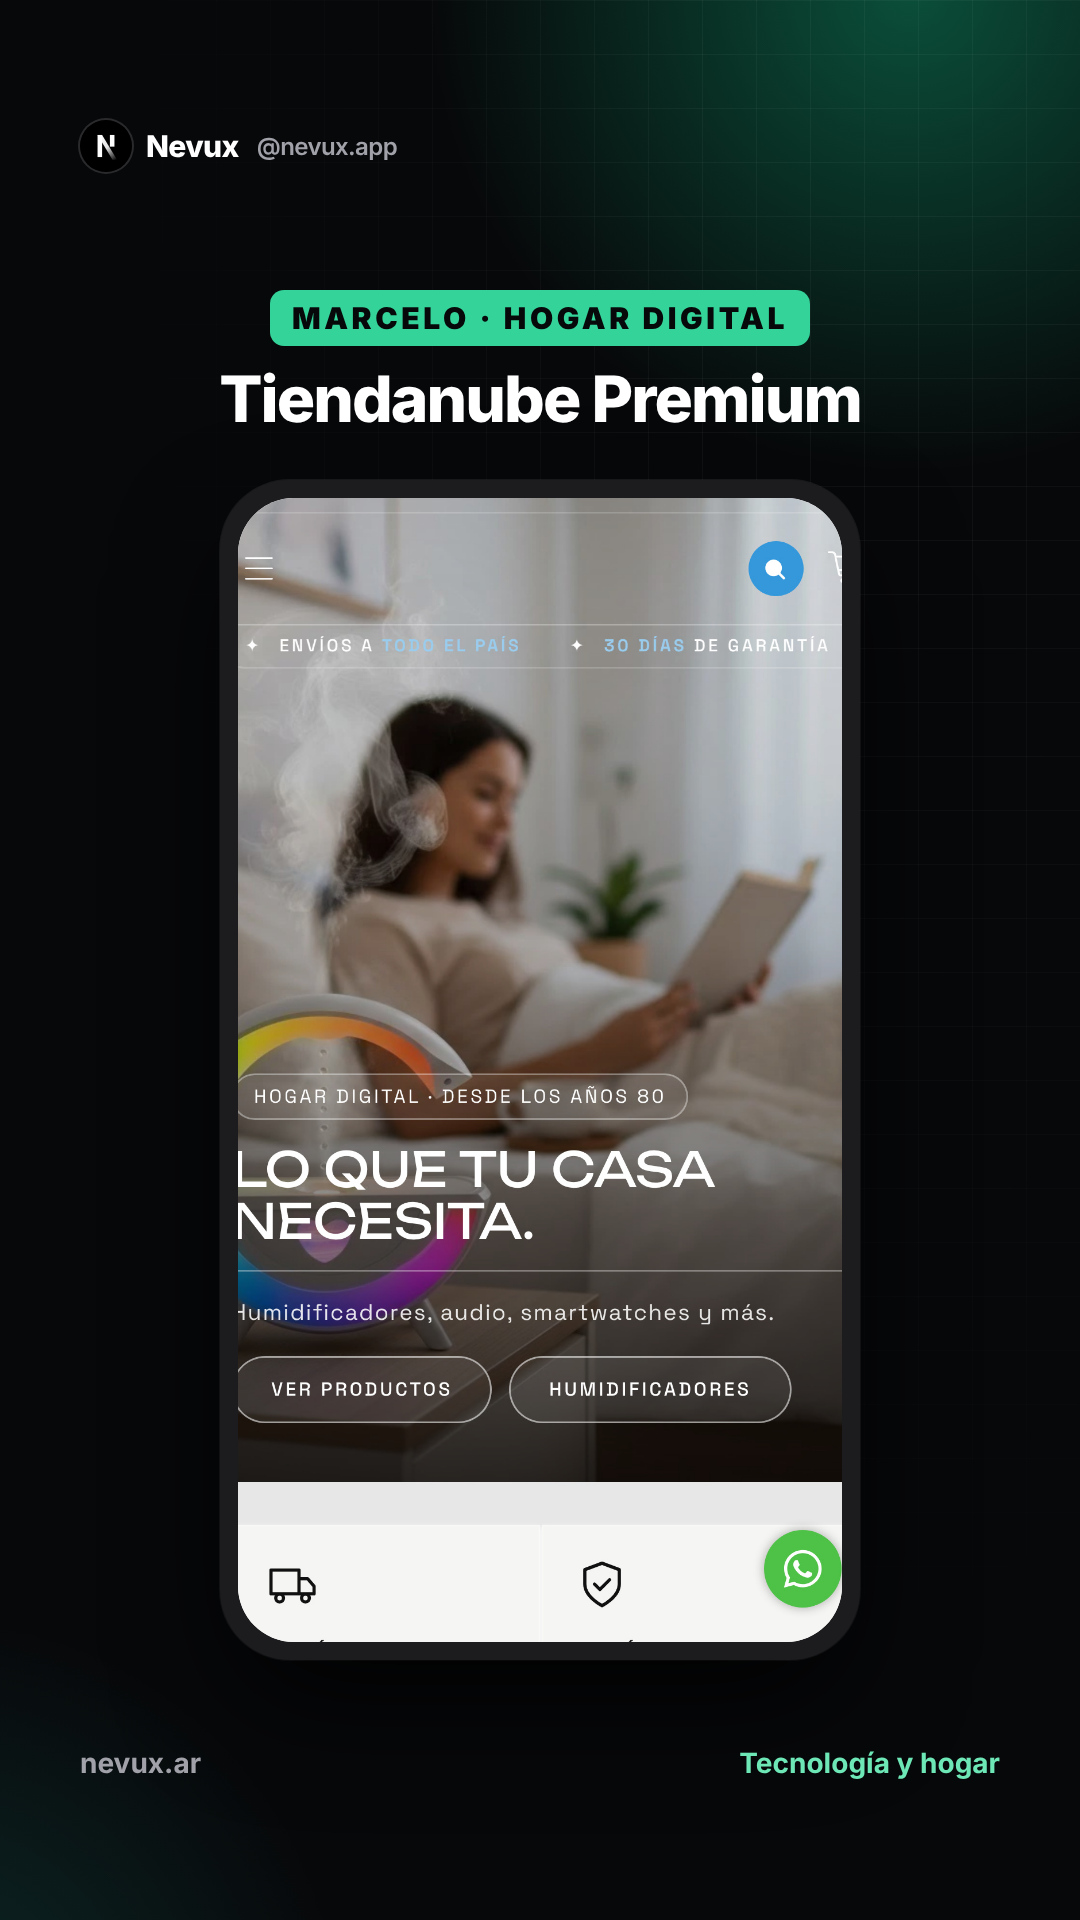 N Nevux @nevux.app
MARCELO · HOGAR DIGITAL
Tiendanube Premium
✦ ENVÍOS A TODO EL PAÍS ✦ 30 DÍAS DE GARANTÍA
HOGAR DIGITAL · DESDE LOS AÑOS 80
LO QUE TU CASA
NECESITA.
Humidificadores, audio, smartwatches y más.
VER PRODUCTOS HUMIDIFICADORES
nevux.ar Tecnología y hogar